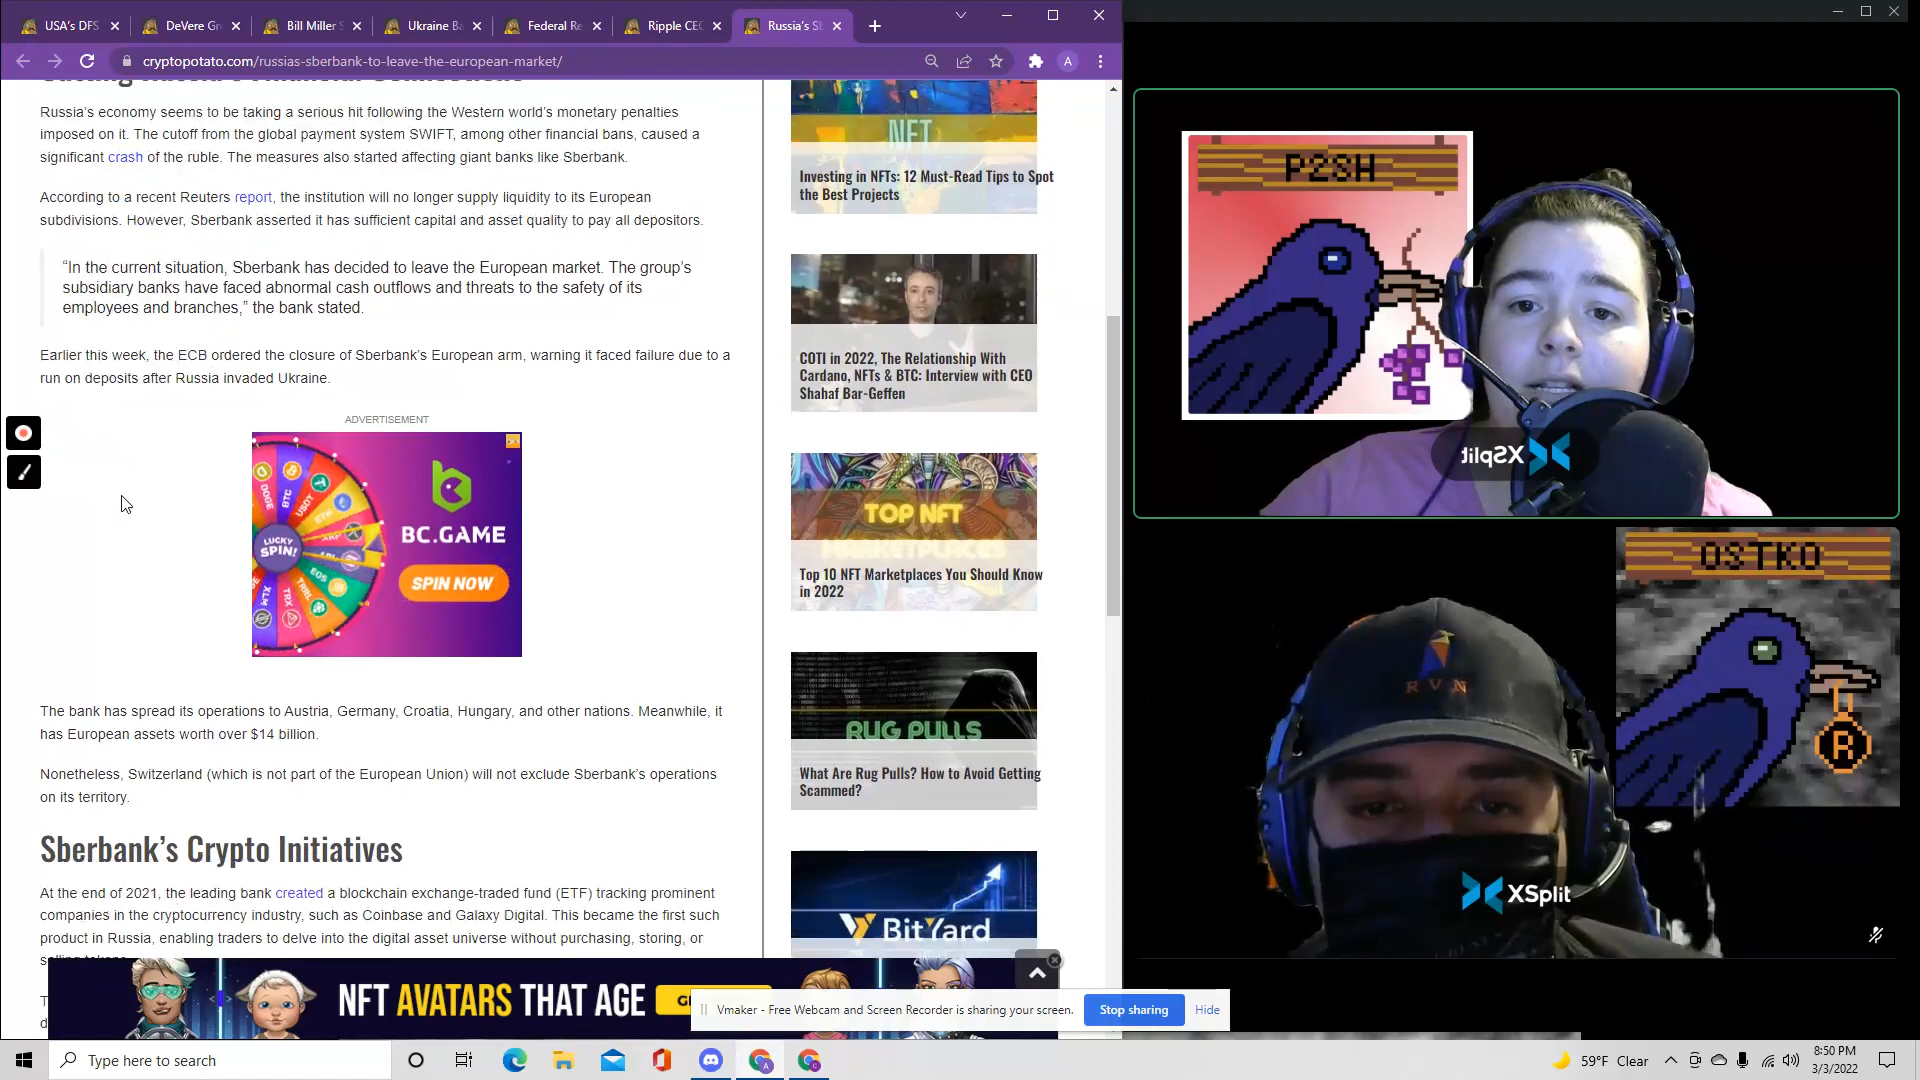 USA's DFS
DeVere Gr
Bill Miller S
Ukraine Ba
Federal Re
Ripple CEO
Russia's S
cryptopotato.com/russias-sberbank-to-leave-the-european-market/
A
Russia's economy seems to be taking a serious hit following the Western world's monetary penalties
imposed on it. The cutoff from the global payment system SWIFT, among other financial bans, caused a
significant crash of the ruble. The measures also started affecting giant banks like Sberbank.
According to a recent Reuters report, the institution will no longer supply liquidity to its European
subdivisions. However, Sberbank asserted it has sufficient capital and asset quality to pay all depositors.
“In the current situation, Sberbank has decided to leave the European market. The group's
subsidiary banks have faced abnormal cash outflows and threats to the safety of its
employees and branches,” the bank stated.
Earlier this week, the ECB ordered the closure of Sberbank's European arm, warning it faced failure due to a
run on deposits after Russia invaded Ukraine.
ADVERTISEMENT
DOGE
BTC
USDT
ETH
EOS
TRX
XLM
LUCKY
SPIN!
BC.GAME
SPIN NOW
The bank has spread its operations to Austria, Germany, Croatia, Hungary, and other nations. Meanwhile, it
has European assets worth over $14 billion.
Nonetheless, Switzerland (which is not part of the European Union) will not exclude Sberbank's operations
on its territory.
Sberbank's Crypto Initiatives
At the end of 2021, the leading bank created a blockchain exchange-traded fund (ETF) tracking prominent
companies in the cryptocurrency industry, such as Coinbase and Galaxy Digital. This became the first such
product in Russia, enabling traders to delve into the digital asset universe without purchasing, storing, or
NFT
Investing in NFTs: 12 Must-Read Tips to Spot
the Best Projects
COTI in 2022, The Relationship With
Cardano, NFTs & BTC: Interview with CEO
Shahaf Bar-Geffen
TOP NFT
MARKETPLACES
Top 10 NFT Marketplaces You Should Know
in 2022
RUG PULLS
What Are Rug Pulls? How to Avoid Getting
Scammed?
BitYard
NFT AVATARS THAT AGE
Vmaker - Free Webcam and Screen Recorder is sharing your screen.
Stop sharing
Hide
P2SH
XSplit
OSTKO
R
RVN
XSplit
Type here to search
59°F Clear
8:50 PM
3/3/2022